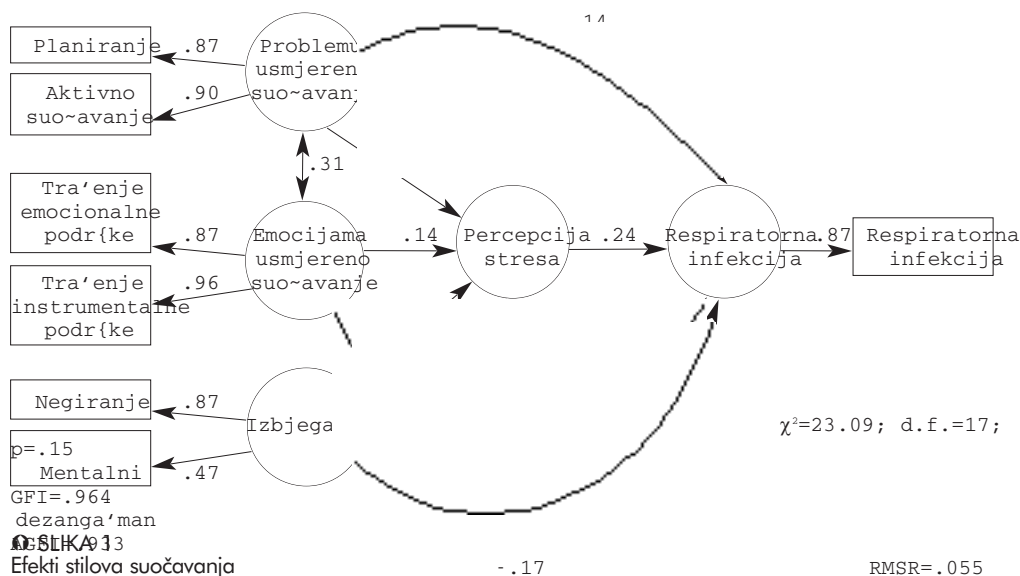 .14
Planiranje
.87
Problemu
usmjeren
suo~avanj
Aktivno
suo~avanje
.90
.31
Tra'enje
emocionalne
podr{ke
.87
Emocijama
usmjereno
suo~avanje
.14
Percepcija
stresa
.24
Respiratorna
infekcija
.87
Respiratorna
infekcija
Tra'enje
instrumentalne
podr{ke
.96
Negiranje
.87
Izbjega
χ²=23.09; d.f.=17;
p=.15
Mentalni
.47
GFI=.964
dezanga'man
AGFI=.933
SLIKA 1
Efekti stilova suočavanja
-.17
RMSR=.055